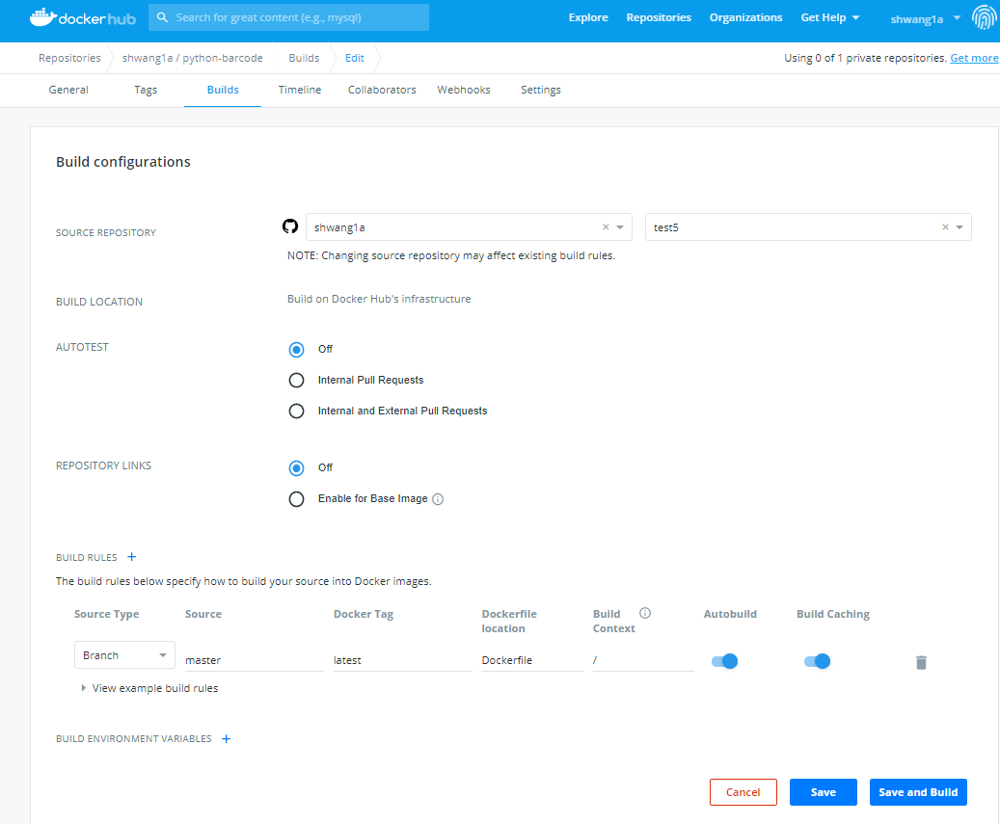 docker hub Search for great content (e.g., mysql) Explore Repositories Organizations Get Help shwang1a
Repositories shwang1a / python-barcode Builds Edit Using 0 of 1 private repositories. Get more
General Tags Builds Timeline Collaborators Webhooks Settings
Build configurations
SOURCE REPOSITORY shwang1a × test5 ×
NOTE: Changing source repository may affect existing build rules.
BUILD LOCATION Build on Docker Hub's infrastructure
AUTOTEST Off
Internal Pull Requests
Internal and External Pull Requests
REPOSITORY LINKS Off
Enable for Base Image
BUILD RULES +
The build rules below specify how to build your source into Docker images.
Source Type Source Docker Tag Dockerfile location Build Context Autobuild Build Caching
Branch master latest Dockerfile /
View example build rules
BUILD ENVIRONMENT VARIABLES +
Cancel Save Save and Build